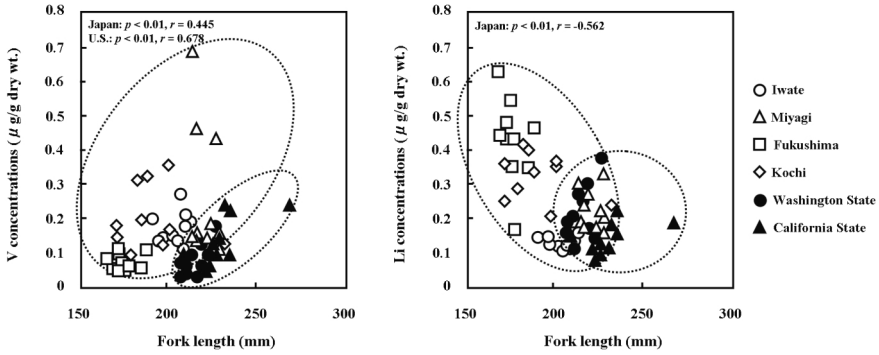 Japan: p < 0.01, r = 0.445
U.S.: p < 0.01, r = 0.678
V concentrations (μg/g dry wt.)
0.8
0.7
0.6
0.5
0.4
0.3
0.2
0.1
0
150
200
250
300
Fork length (mm)
Japan: p < 0.01, r = -0.562
Li concentrations (μg/g dry wt.)
0.8
0.7
0.6
0.5
0.4
0.3
0.2
0.1
0
150
200
250
300
Fork length (mm)
Iwate
Miyagi
Fukushima
Kochi
Washington State
California State